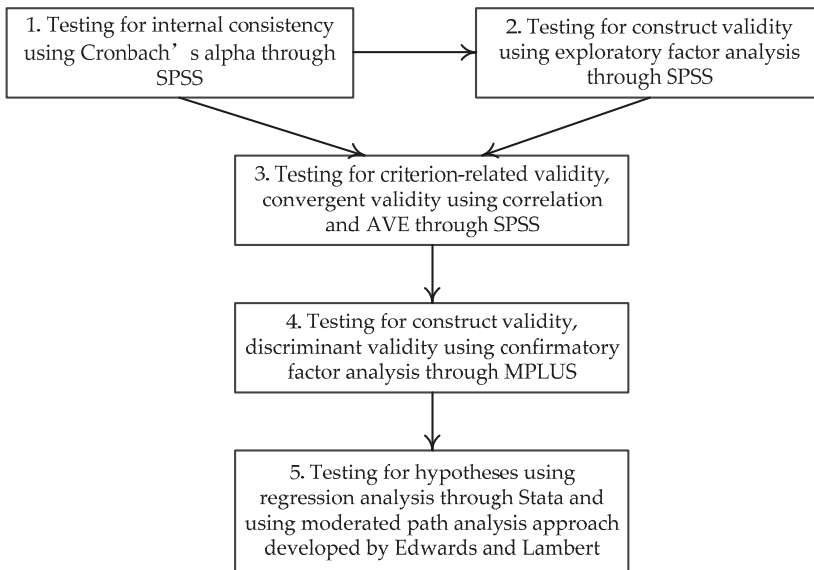 1. Testing for internal consistency
using Cronbach’ s alpha through
SPSS
2. Testing for construct validity
using exploratory factor analysis
through SPSS
3. Testing for criterion-related validity,
convergent validity using correlation
and AVE through SPSS
4. Testing for construct validity,
discriminant validity using confirmatory
factor analysis through MPLUS
5. Testing for hypotheses using
regression analysis through Stata and
using moderated path analysis approach
developed by Edwards and Lambert